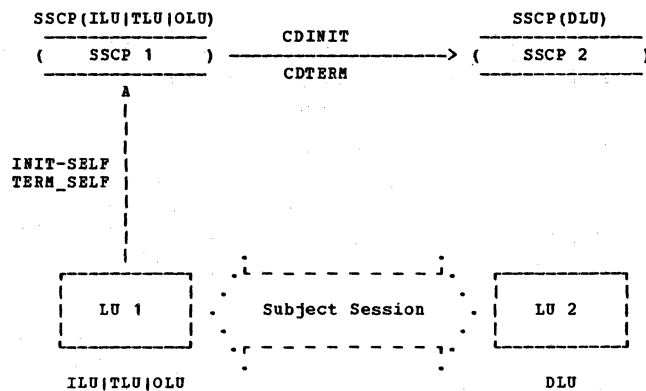 SSCP(ILU|TLU|OLU) SSCP(DLU)
CDINIT
( SSCP 1 ) ( SSCP 2 )
CDTERM
INIT-SELF
TERM_SELF
LU 1 Subject Session LU 2
ILU|TLU|OLU DLU